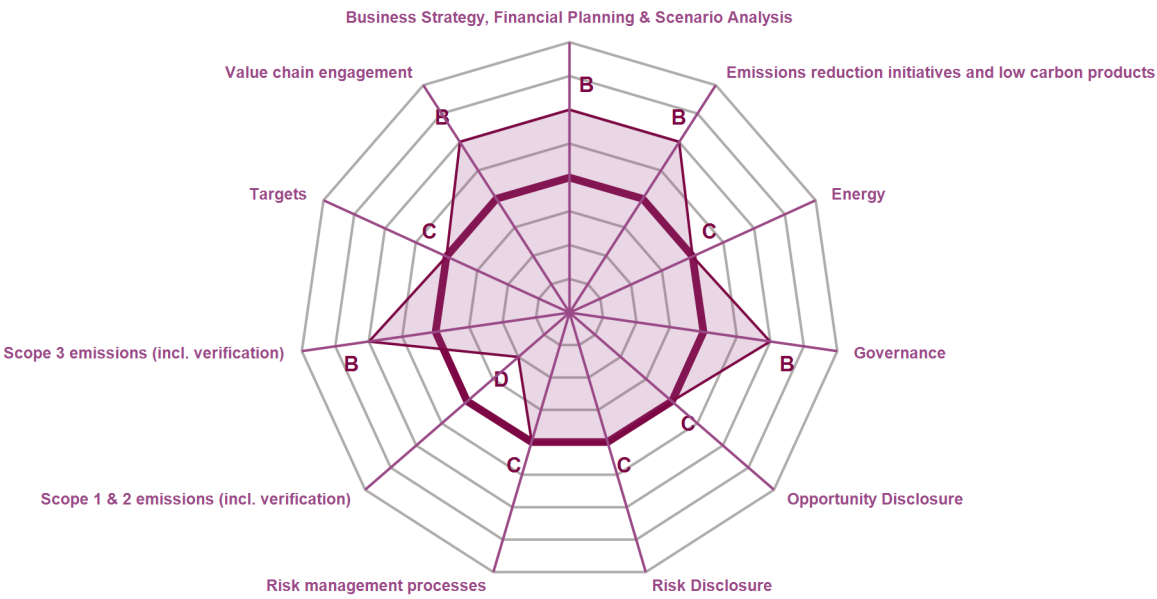 Business Strategy, Financial Planning & Scenario Analysis
Value chain engagement
Emissions reduction initiatives and low carbon products
B
B
B
Targets
Energy
C
C
Scope 3 emissions (incl. verification)
Governance
B
B
D
C
C
C
Scope 1 & 2 emissions (incl. verification)
Opportunity Disclosure
Risk management processes
Risk Disclosure